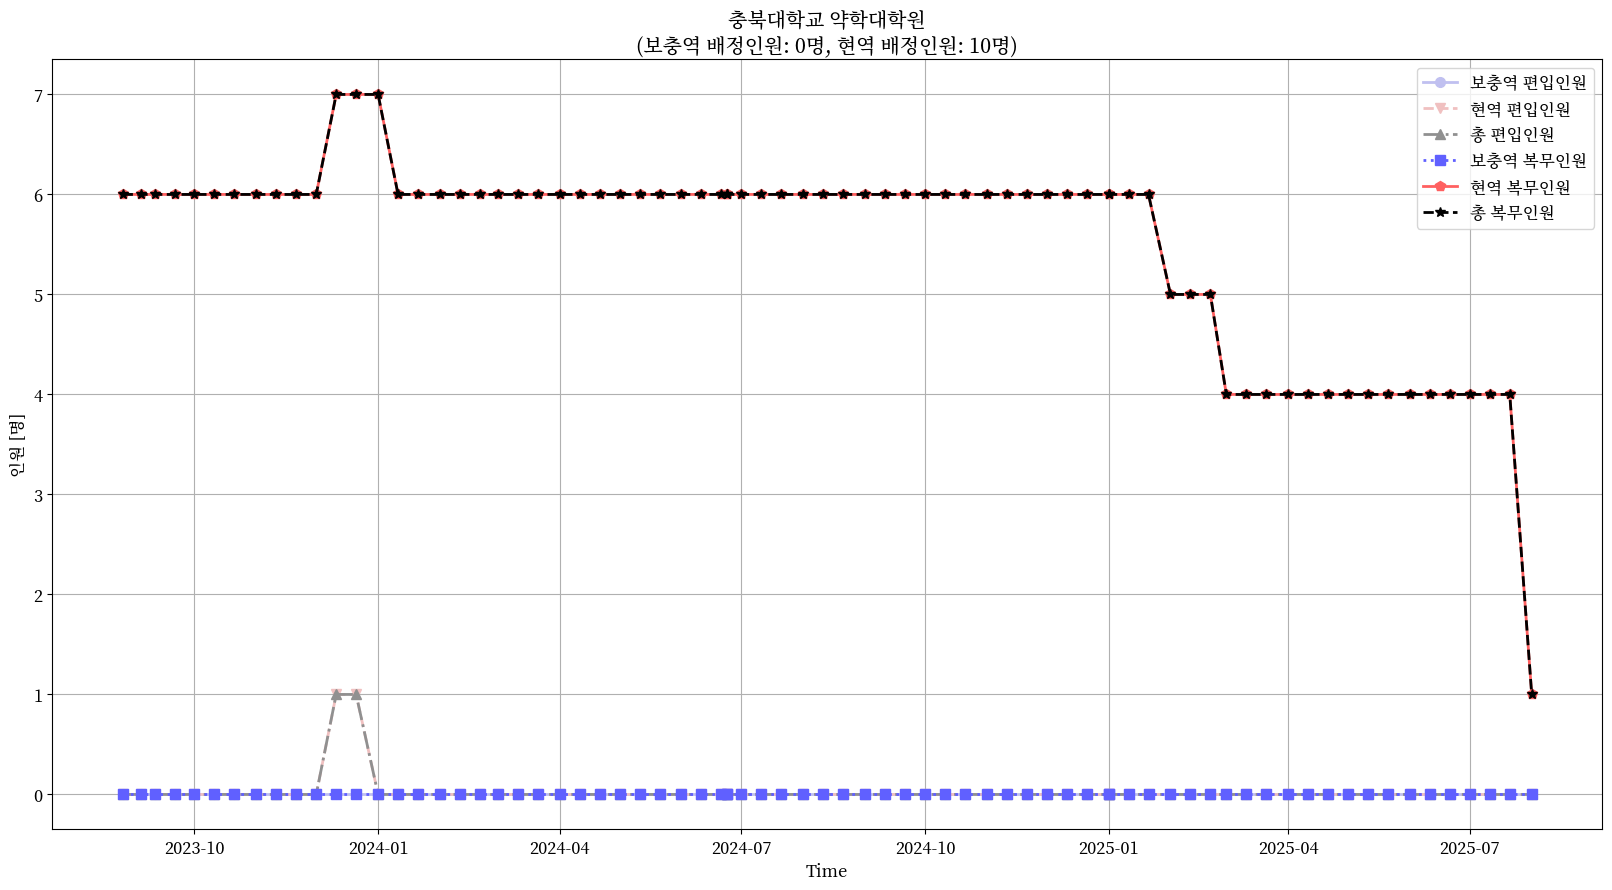 충북대학교 약학대학원
(보충역 배정인원: 0명, 현역 배정인원: 10명)
보충역 편입인원
현역 편입인원
총 편입인원
보충역 복무인원
현역 복무인원
총 복무인원
인원 [명]
7
6
5
4
3
2
1
0
2023-10
2024-01
2024-04
2024-07
2024-10
2025-01
2025-04
2025-07
Time